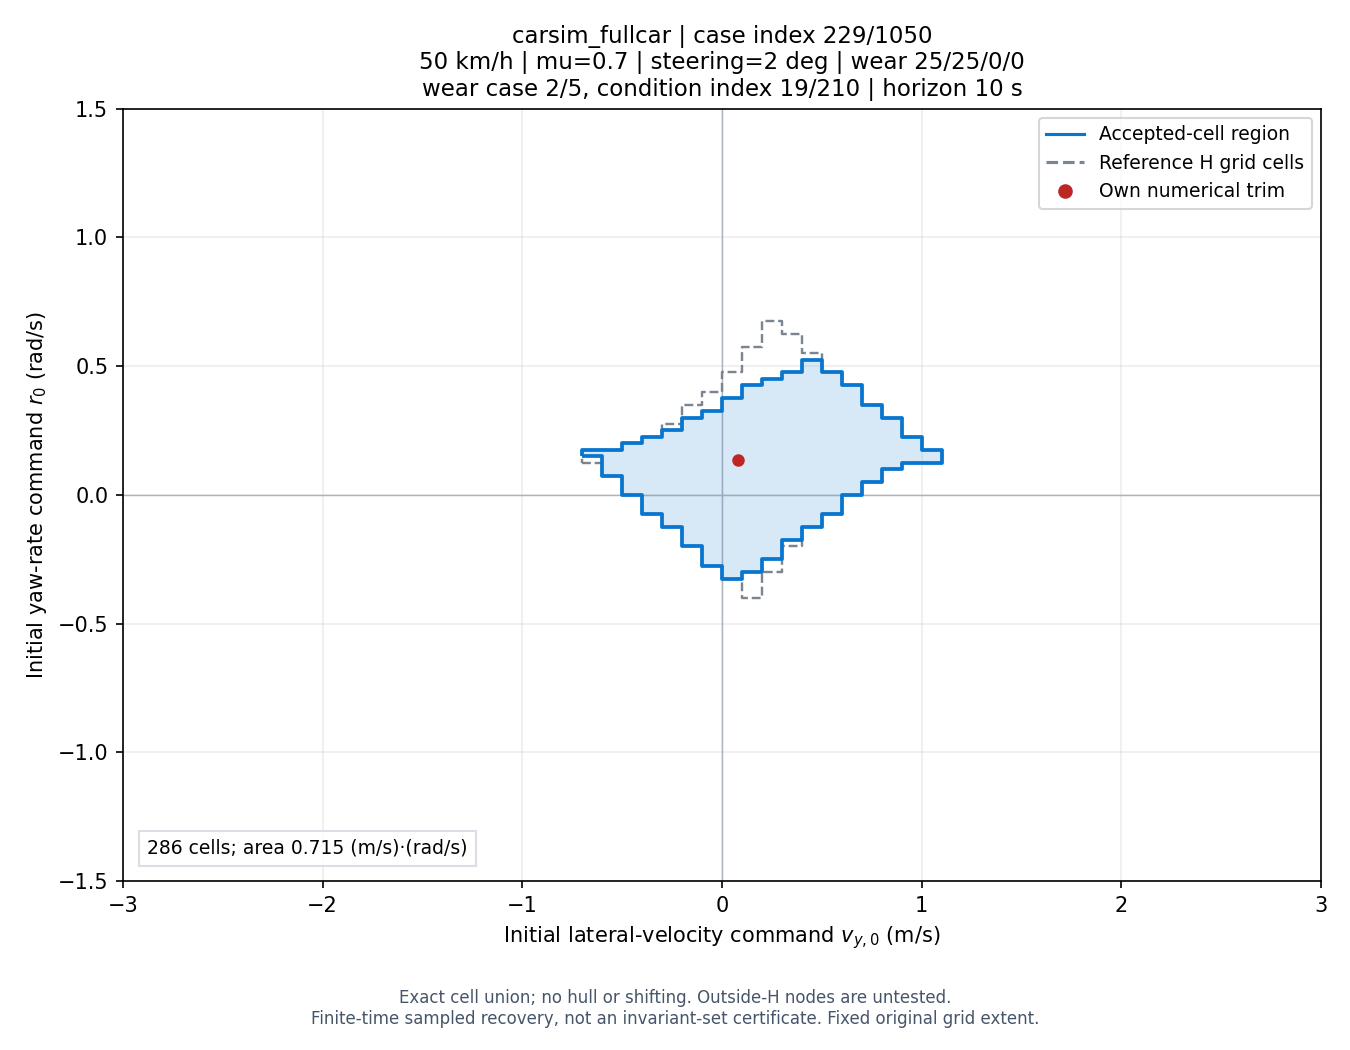 carsim_fullcar | case index 229/1050
50 km/h | mu=0.7 | steering=2 deg | wear 25/25/0/0
wear case 2/5, condition index 19/210 | horizon 10 s
Accepted-cell region
Reference H grid cells
Own numerical trim
1.5
1.0
0.5
0.0
−0.5
−1.0
−1.5
Initial yaw-rate command r0 (rad/s)
286 cells; area 0.715 (m/s)·(rad/s)
−3
−2
−1
0
1
2
3
Initial lateral-velocity command vy,0 (m/s)
Exact cell union; no hull or shifting. Outside-H nodes are untested.
Finite-time sampled recovery, not an invariant-set certificate. Fixed original grid extent.